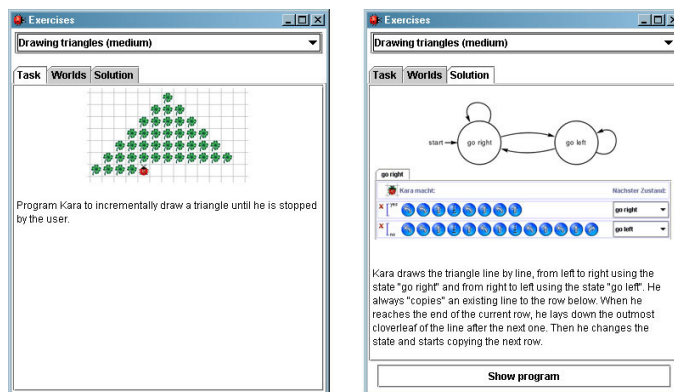 Exercises
Drawing triangles (medium)
Task Worlds Solution
Program Kara to incrementally draw a triangle until he is stopped
by the user.
Exercises
Drawing triangles (medium)
Task Worlds Solution
start
go right
go left
go right
Kara macht:
Nächster Zustand:
yes
go right
no
go left
Kara draws the triangle line by line, from left to right using the
state "go right" and from right to left using the state "go left". He
always "copies" an existing line to the row below. When he
reaches the end of the current row, he lays down the outmost
cloverleaf of the line after the next one. Then he changes the
state and starts copying the next row.
Show program